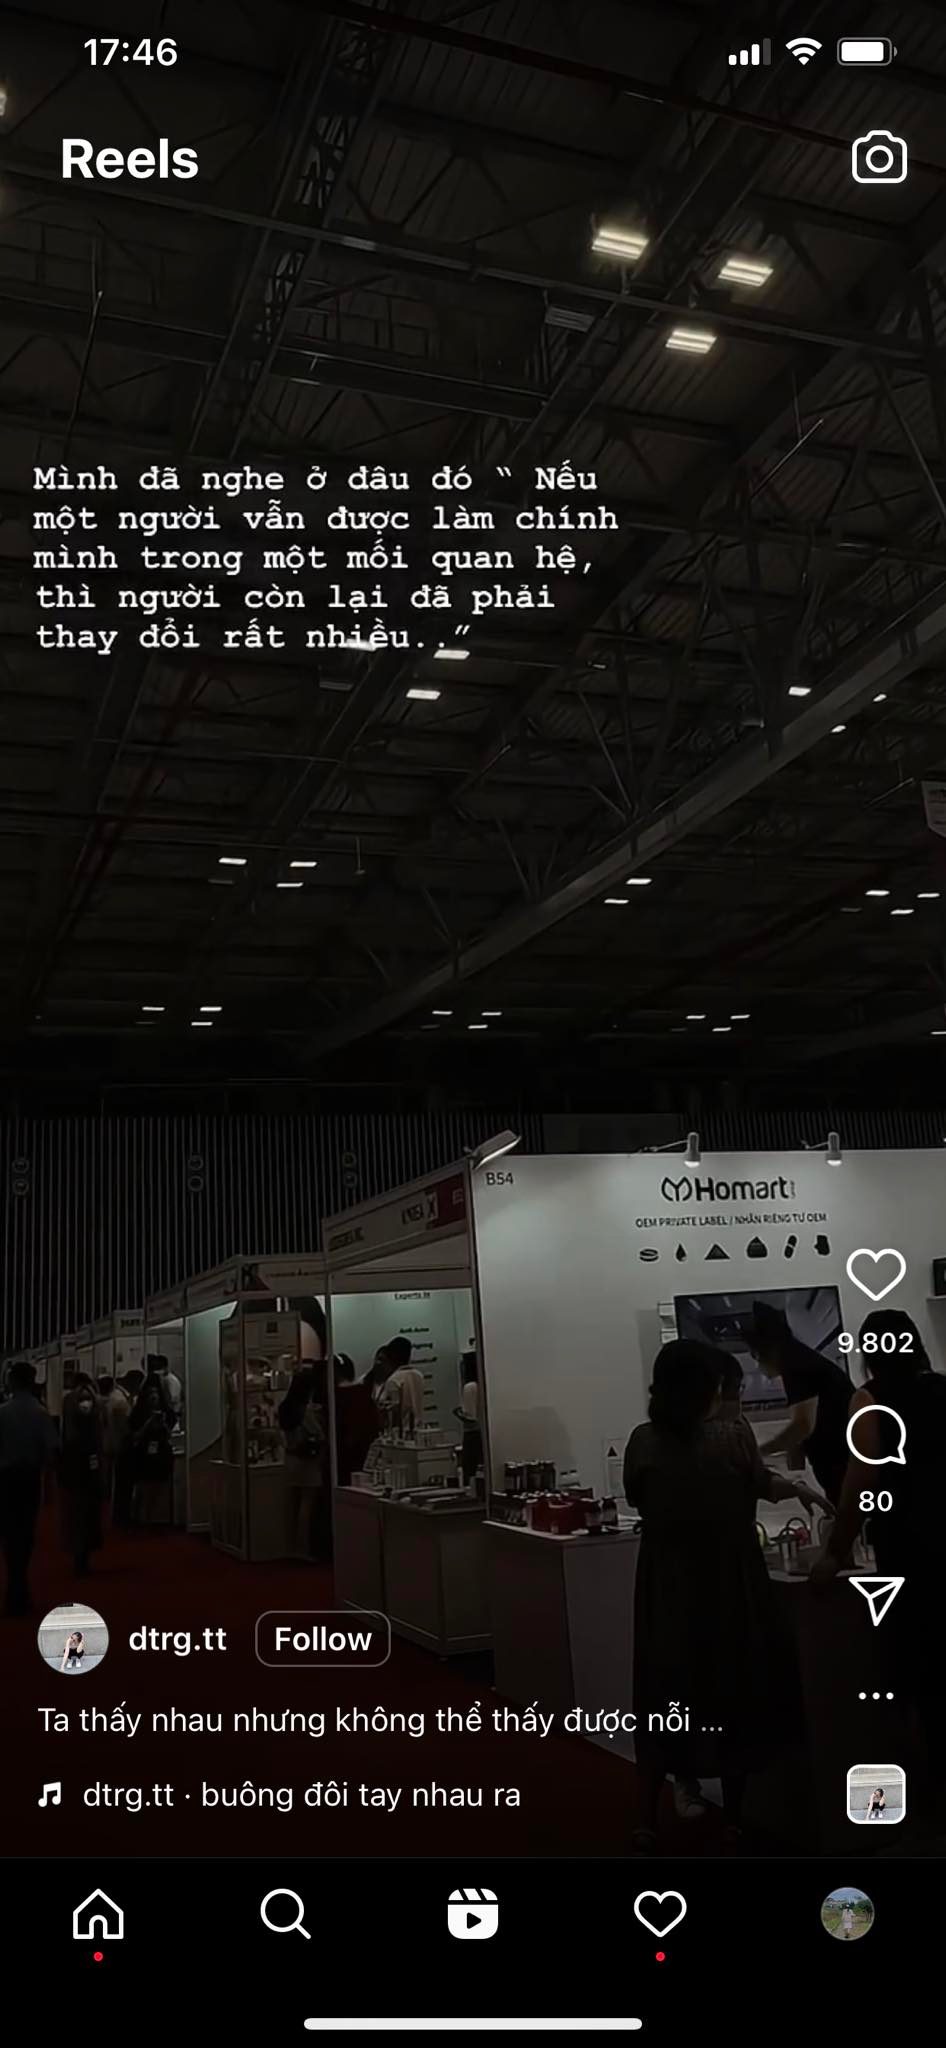 17:46
Reels
Mình đã nghe ở đâu đó “ Nếu
một người vẫn được làm chính
mình trong một mối quan hệ,
thì người còn lại đã phải
thay đổi rất nhiều..”
B54
Homart
OEM PRIVATE LABEL / NHÃN RIÊNG TỪ OEM
9.802
80
dtrg.tt Follow
Ta thấy nhau nhưng không thể thấy được nỗi ...
dtrg.tt · buông đôi tay nhau ra